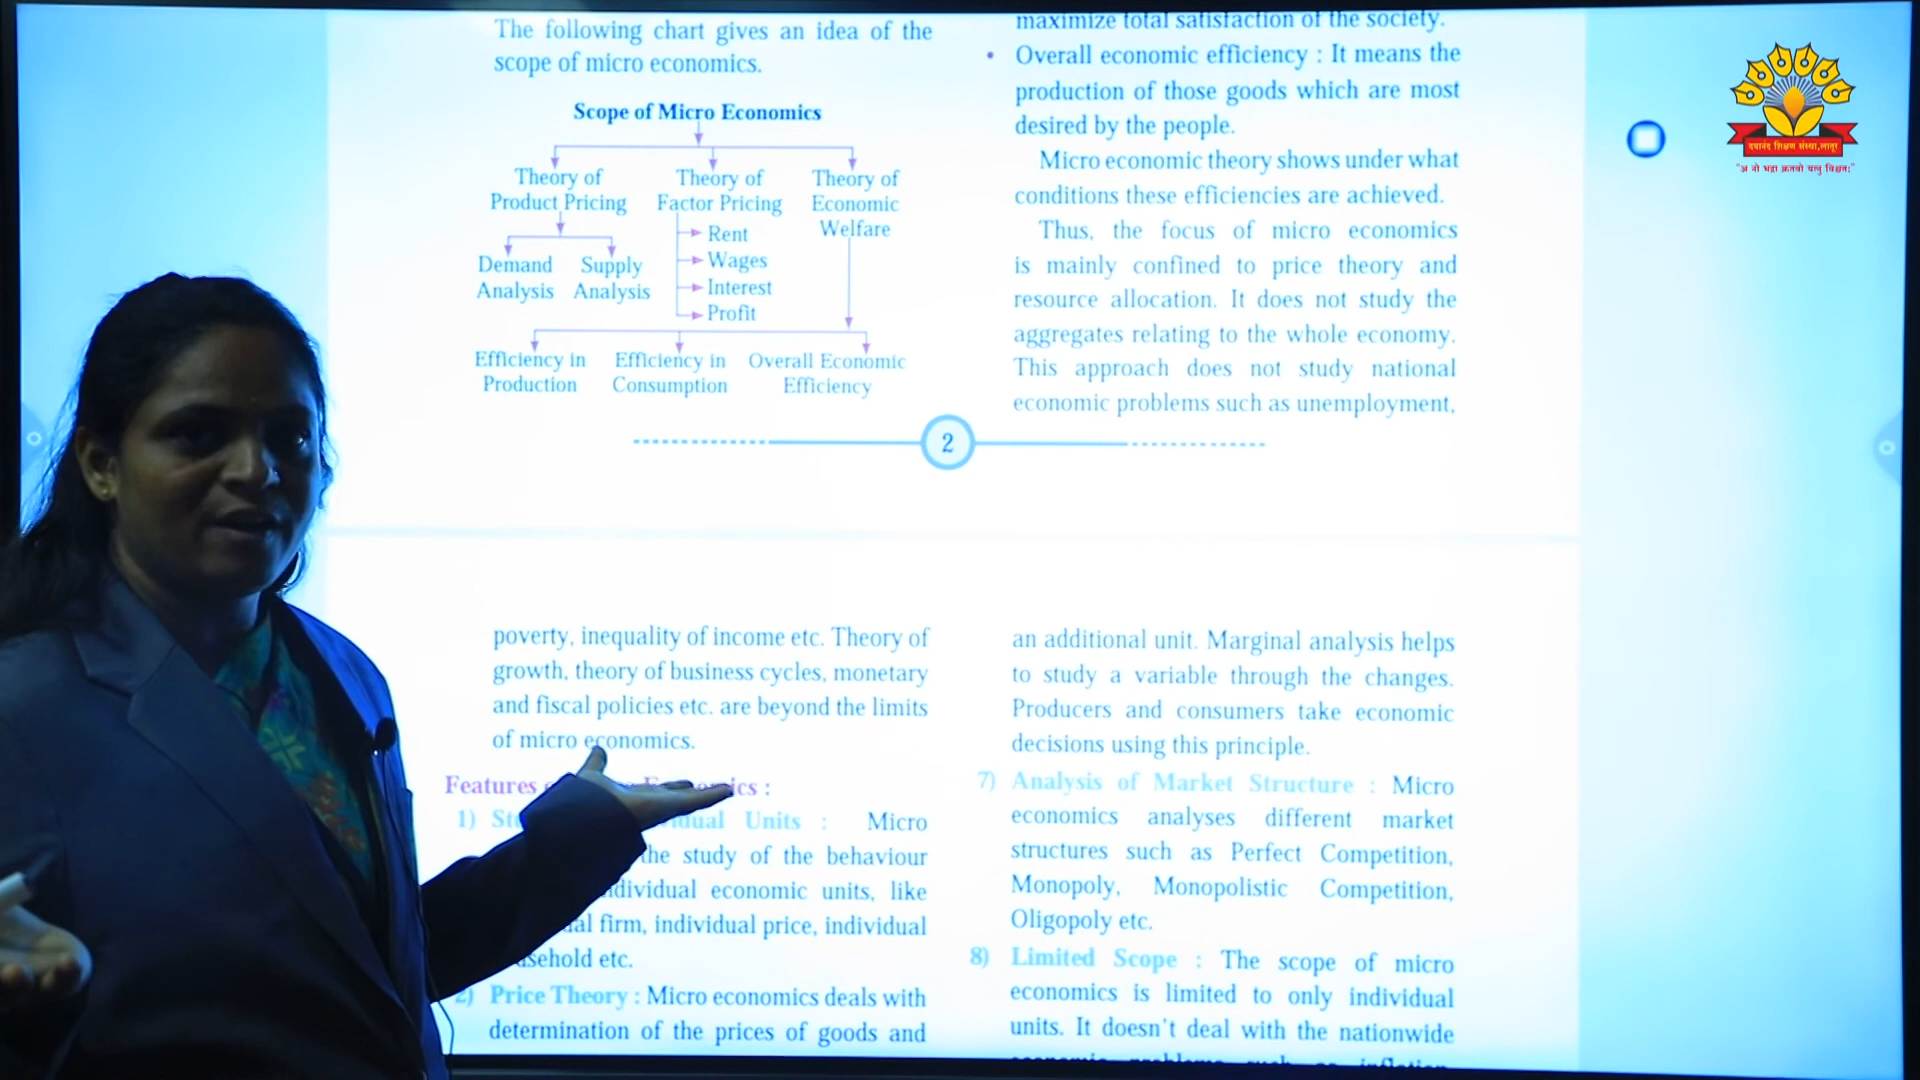 The following chart gives an idea of the
scope of micro economics.
Scope of Micro Economics
Theory of
Product Pricing
Theory of
Factor Pricing
Theory of
Economic
Welfare
Demand
Analysis
Supply
Analysis
Rent
Wages
Interest
Profit
Efficiency in
Production
Efficiency in
Consumption
Overall Economic
Efficiency
maximize total satisfaction of the society.
• Overall economic efficiency : It means the
production of those goods which are most
desired by the people.
Micro economic theory shows under what
conditions these efficiencies are achieved.
Thus, the focus of micro economics
is mainly confined to price theory and
resource allocation. It does not study the
aggregates relating to the whole economy.
This approach does not study national
economic problems such as unemployment,
2
poverty, inequality of income etc. Theory of
growth, theory of business cycles, monetary
and fiscal policies etc. are beyond the limits
of micro economics.
Features :
1) Units : Micro
the study of the behaviour
economic units, like
firm, individual price, individual
etc.
2) Price Theory : Micro economics deals with
determination of the prices of goods and
an additional unit. Marginal analysis helps
to study a variable through the changes.
Producers and consumers take economic
decisions using this principle.
7) Analysis of Market Structure : Micro
economics analyses different market
structures such as Perfect Competition,
Monopoly, Monopolistic Competition,
Oligopoly etc.
8) Limited Scope : The scope of micro
economics is limited to only individual
units. It doesn't deal with the nationwide
दयानंद शिक्षण संस्था, लातूर